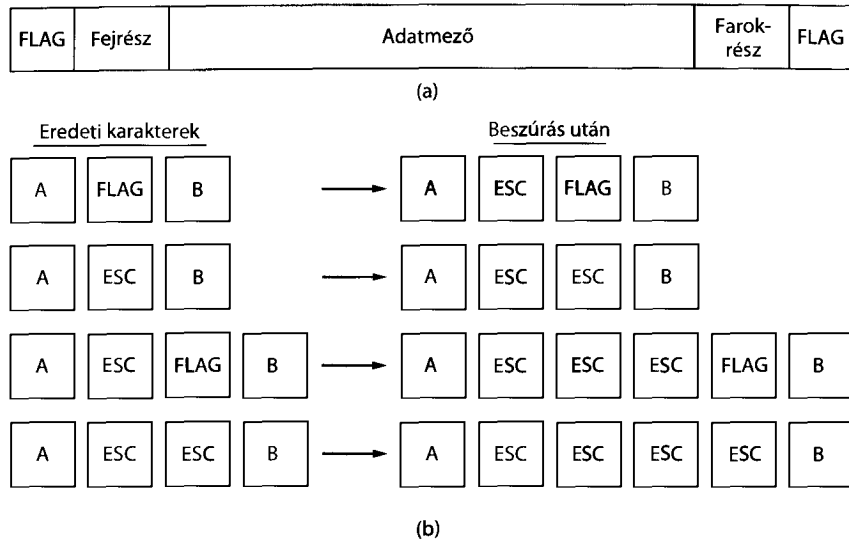 FLAG Fejrész Adatmező Farok-
rész FLAG
(a)
Eredeti karakterek Beszúrás után
A FLAG B A ESC FLAG B
A ESC B A ESC ESC B
A ESC FLAG B A ESC ESC ESC FLAG B
A ESC ESC B A ESC ESC ESC ESC B
(b)